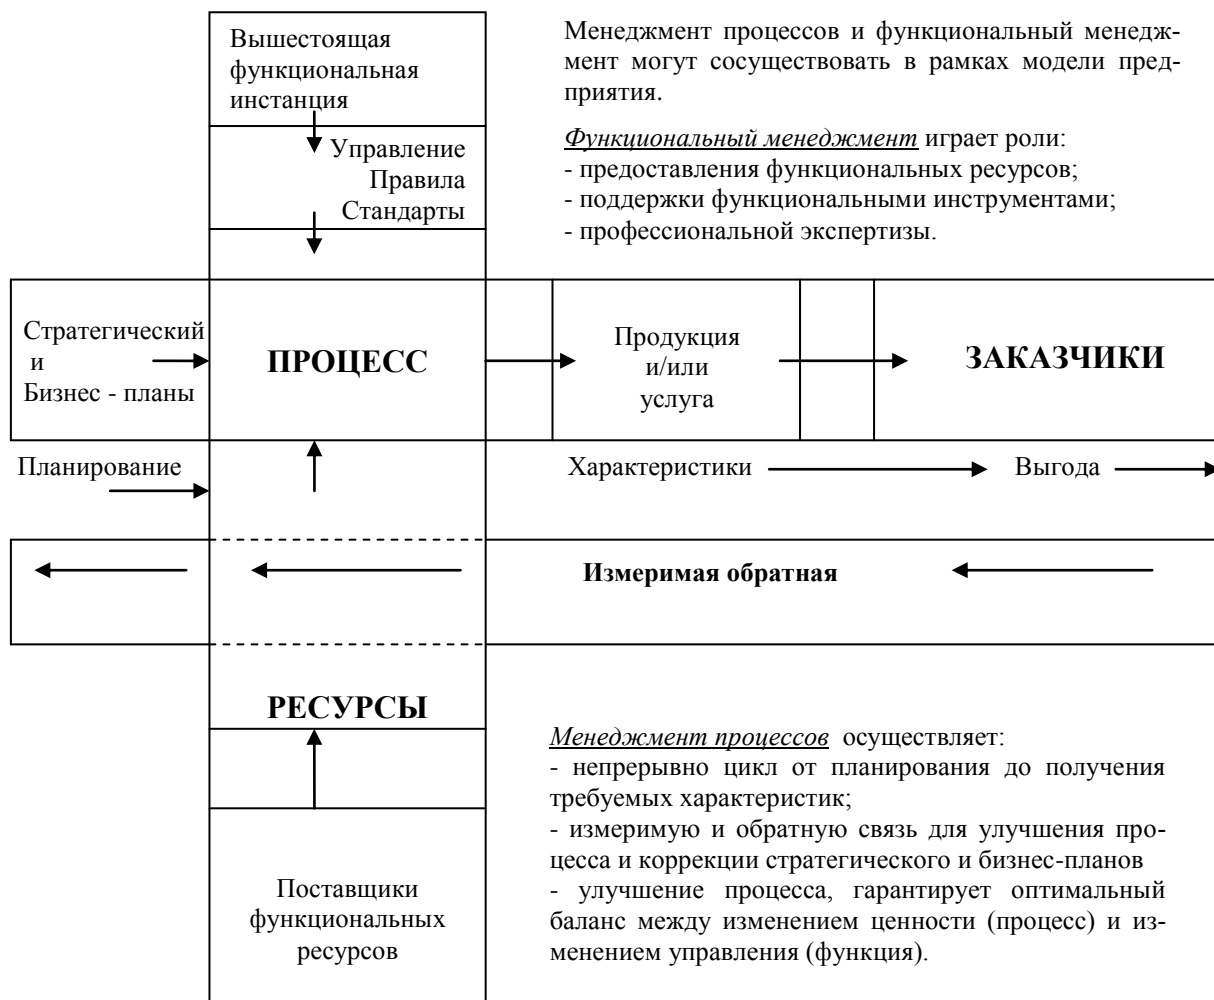 Вышестоящая
функциональная
инстанция
Менеджмент процессов и функциональный менедж-
мент могут сосуществовать в рамках модели пред-
приятия.
Функциональный менеджмент играет роли:
- предоставления функциональных ресурсов;
- поддержки функциональными инструментами;
- профессиональной экспертизы.
Управление
Правила
Стандарты
Стратегический
и
Бизнес - планы
ПРОЦЕСС
Продукция
и/или
услуга
ЗАКАЗЧИКИ
Планирование
Характеристики
Выгода
Измеримая обратная
РЕСУРСЫ
Менеджмент процессов осуществляет:
- непрерывно цикл от планирования до получения
требуемых характеристик;
- измеримую и обратную связь для улучшения про-
цесса и коррекции стратегического и бизнес-планов
- улучшение процесса, гарантирует оптимальный
баланс между изменением ценности (процесс) и из-
менением управления (функция).
Поставщики
функциональных
ресурсов